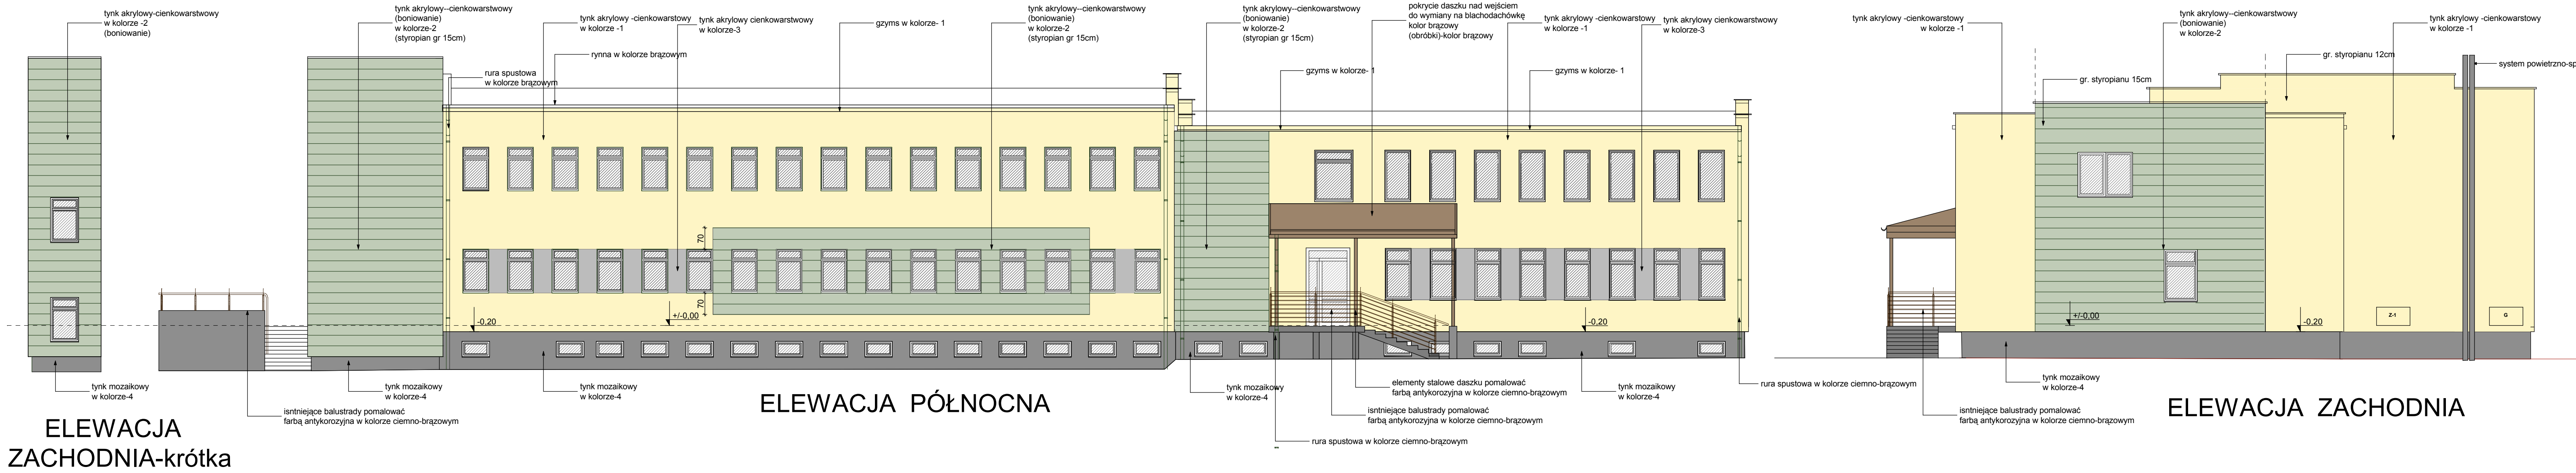 tynk akrylowy-cienkowarstwowy
w kolorze -2
(boniowanie)
tynk akrylowy--cienkowarstwowy
(boniowanie)
w kolorze-2
(styropian gr 15cm)
rura spustowa
w kolorze brązowym
tynk akrylowy -cienkowarstowy
w kolorze -1
rynna w kolorze brązowym
tynk akrylowy cienkowarstowy
w kolorze-3
gzyms w kolorze- 1
tynk akrylowy--cienkowarstwowy
(boniowanie)
w kolorze-2
(styropian gr 15cm)
tynk akrylowy--cienkowarstwowy
(boniowanie)
w kolorze-2
(styropian gr 15cm)
gzyms w kolorze- 1
pokrycie daszku nad wejściem
do wymiany na blachodachówkę
kolor brązowy
(obróbki)-kolor brązowy
tynk akrylowy -cienkowarstowy
w kolorze -1
gzyms w kolorze- 1
tynk akrylowy cienkowarstowy
w kolorze-3
tynk akrylowy -cienkowarstowy
w kolorze -1
gr. styropianu 15cm
tynk akrylowy--cienkowarstwowy
(boniowanie)
w kolorze-2
gr. styropianu 12cm
tynk akrylowy -cienkowarstowy
w kolorze -1
system powietrzno-sp
70
70
-0.20
+/-0,00
-0.20
+/-0,00
-0.20
Z-1
G
tynk mozaikowy
w kolorze-4
isntniejące balustrady pomalować
farbą antykorozyjna w kolorze ciemno-brązowym
tynk mozaikowy
w kolorze-4
tynk mozaikowy
w kolorze-4
tynk mozaikowy
w kolorze-4
elementy stalowe daszku pomalować
farbą antykorozyjna w kolorze ciemno-brązowym
isntniejące balustrady pomalować
farbą antykorozyjna w kolorze ciemno-brązowym
rura spustowa w kolorze ciemno-brązowym
tynk mozaikowy
w kolorze-4
rura spustowa w kolorze ciemno-brązowym
isntniejące balustrady pomalować
farbą antykorozyjna w kolorze ciemno-brązowym
tynk mozaikowy
w kolorze-4
ELEWACJA
ZACHODNIA-krótka
ELEWACJA PÓŁNOCNA
ELEWACJA ZACHODNIA